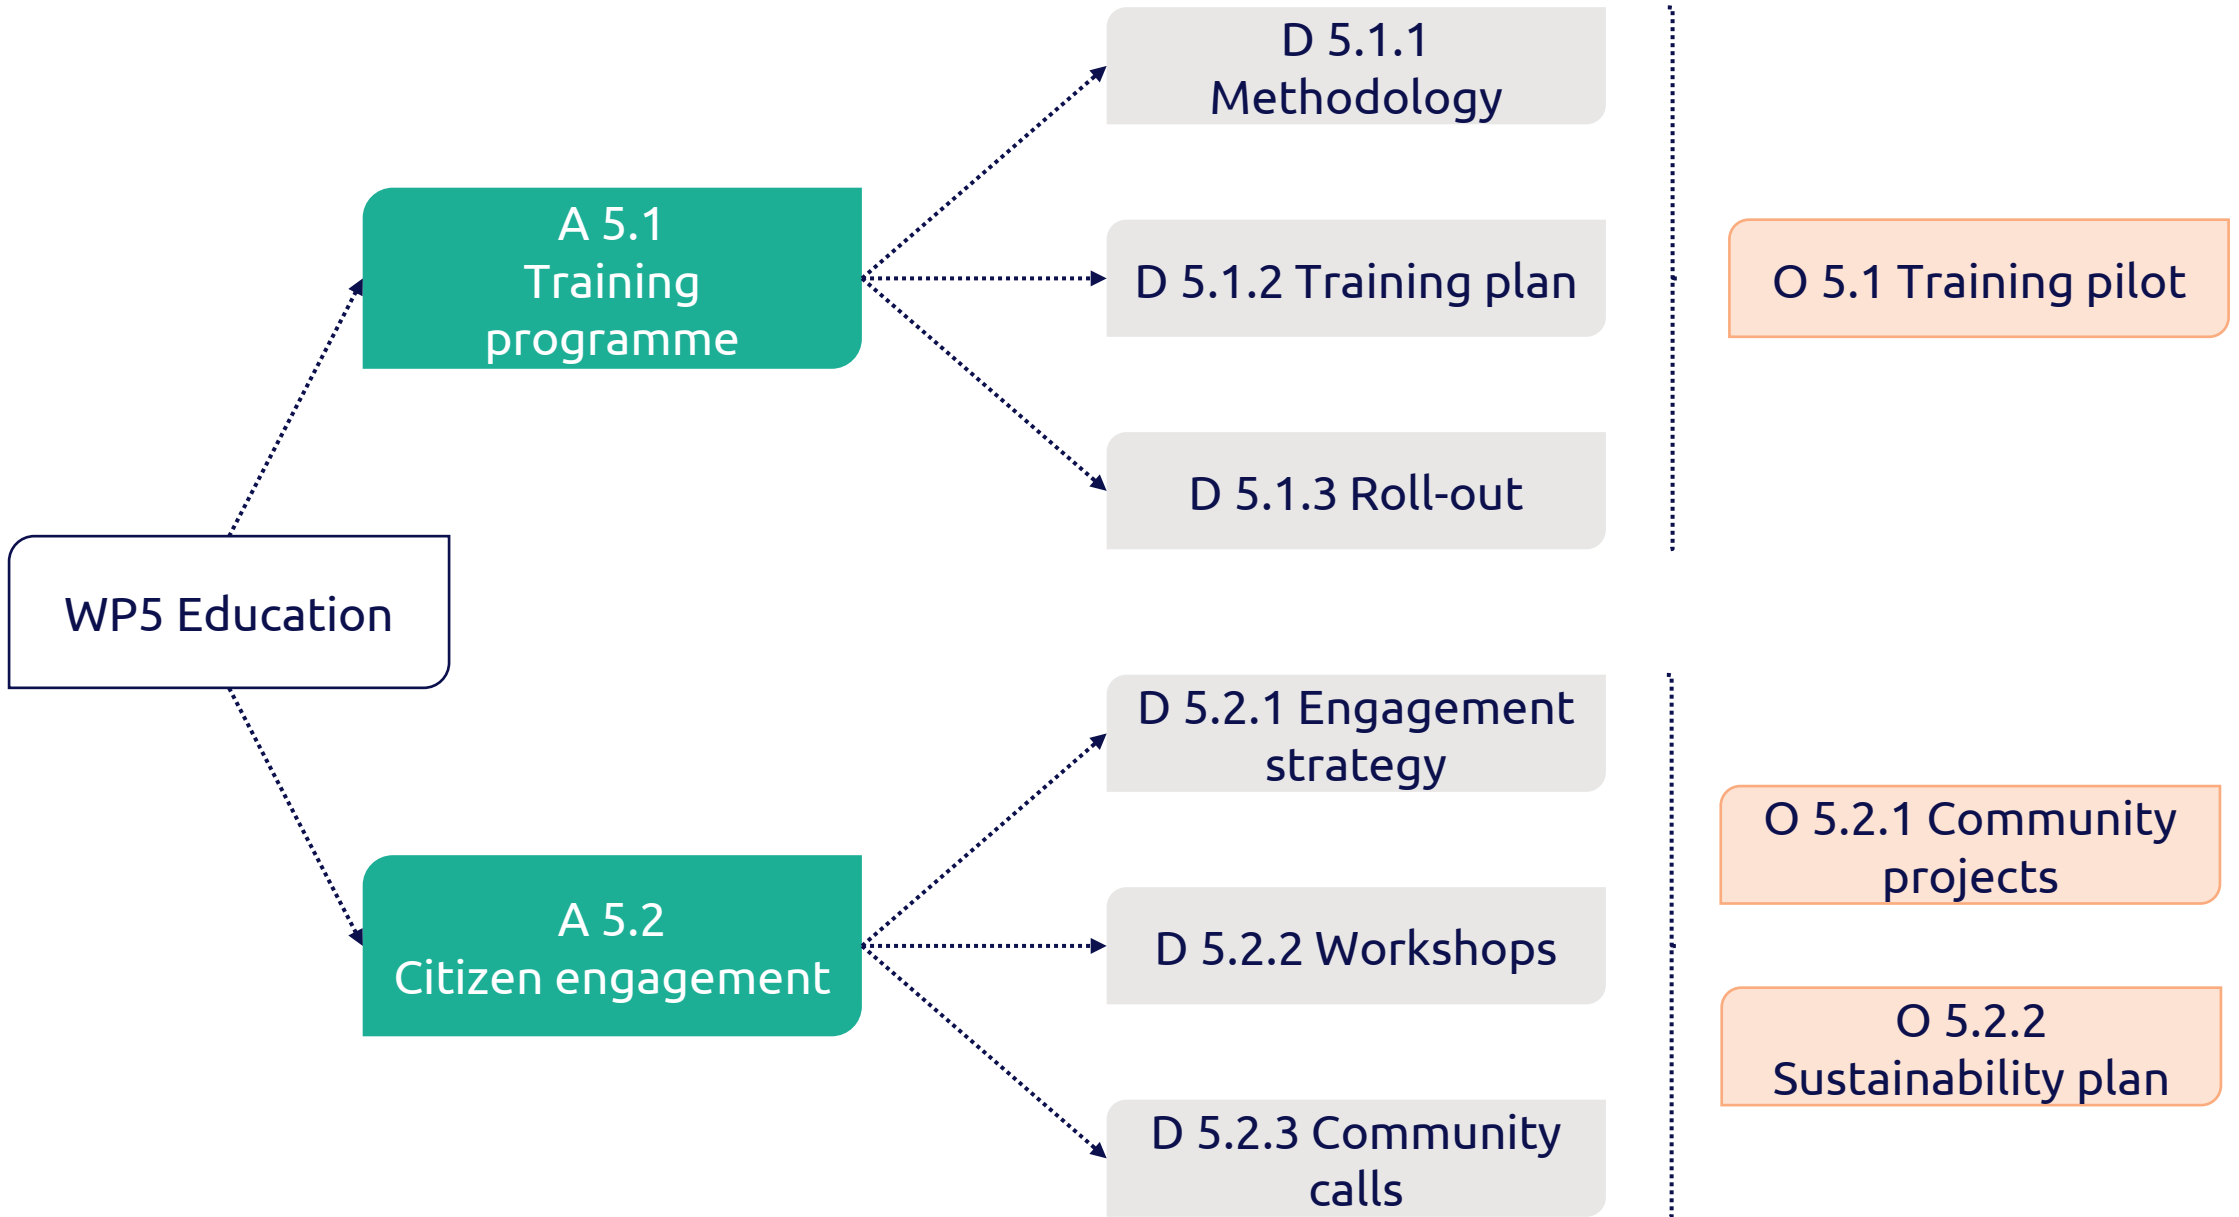 D 5.1.1
Methodology
A 5.1
Training
programme
D 5.1.2 Training plan
O 5.1 Training pilot
D 5.1.3 Roll-out
WP5 Education
D 5.2.1 Engagement
strategy
O 5.2.1 Community
projects
A 5.2
Citizen engagement
D 5.2.2 Workshops
O 5.2.2
Sustainability plan
D 5.2.3 Community
calls